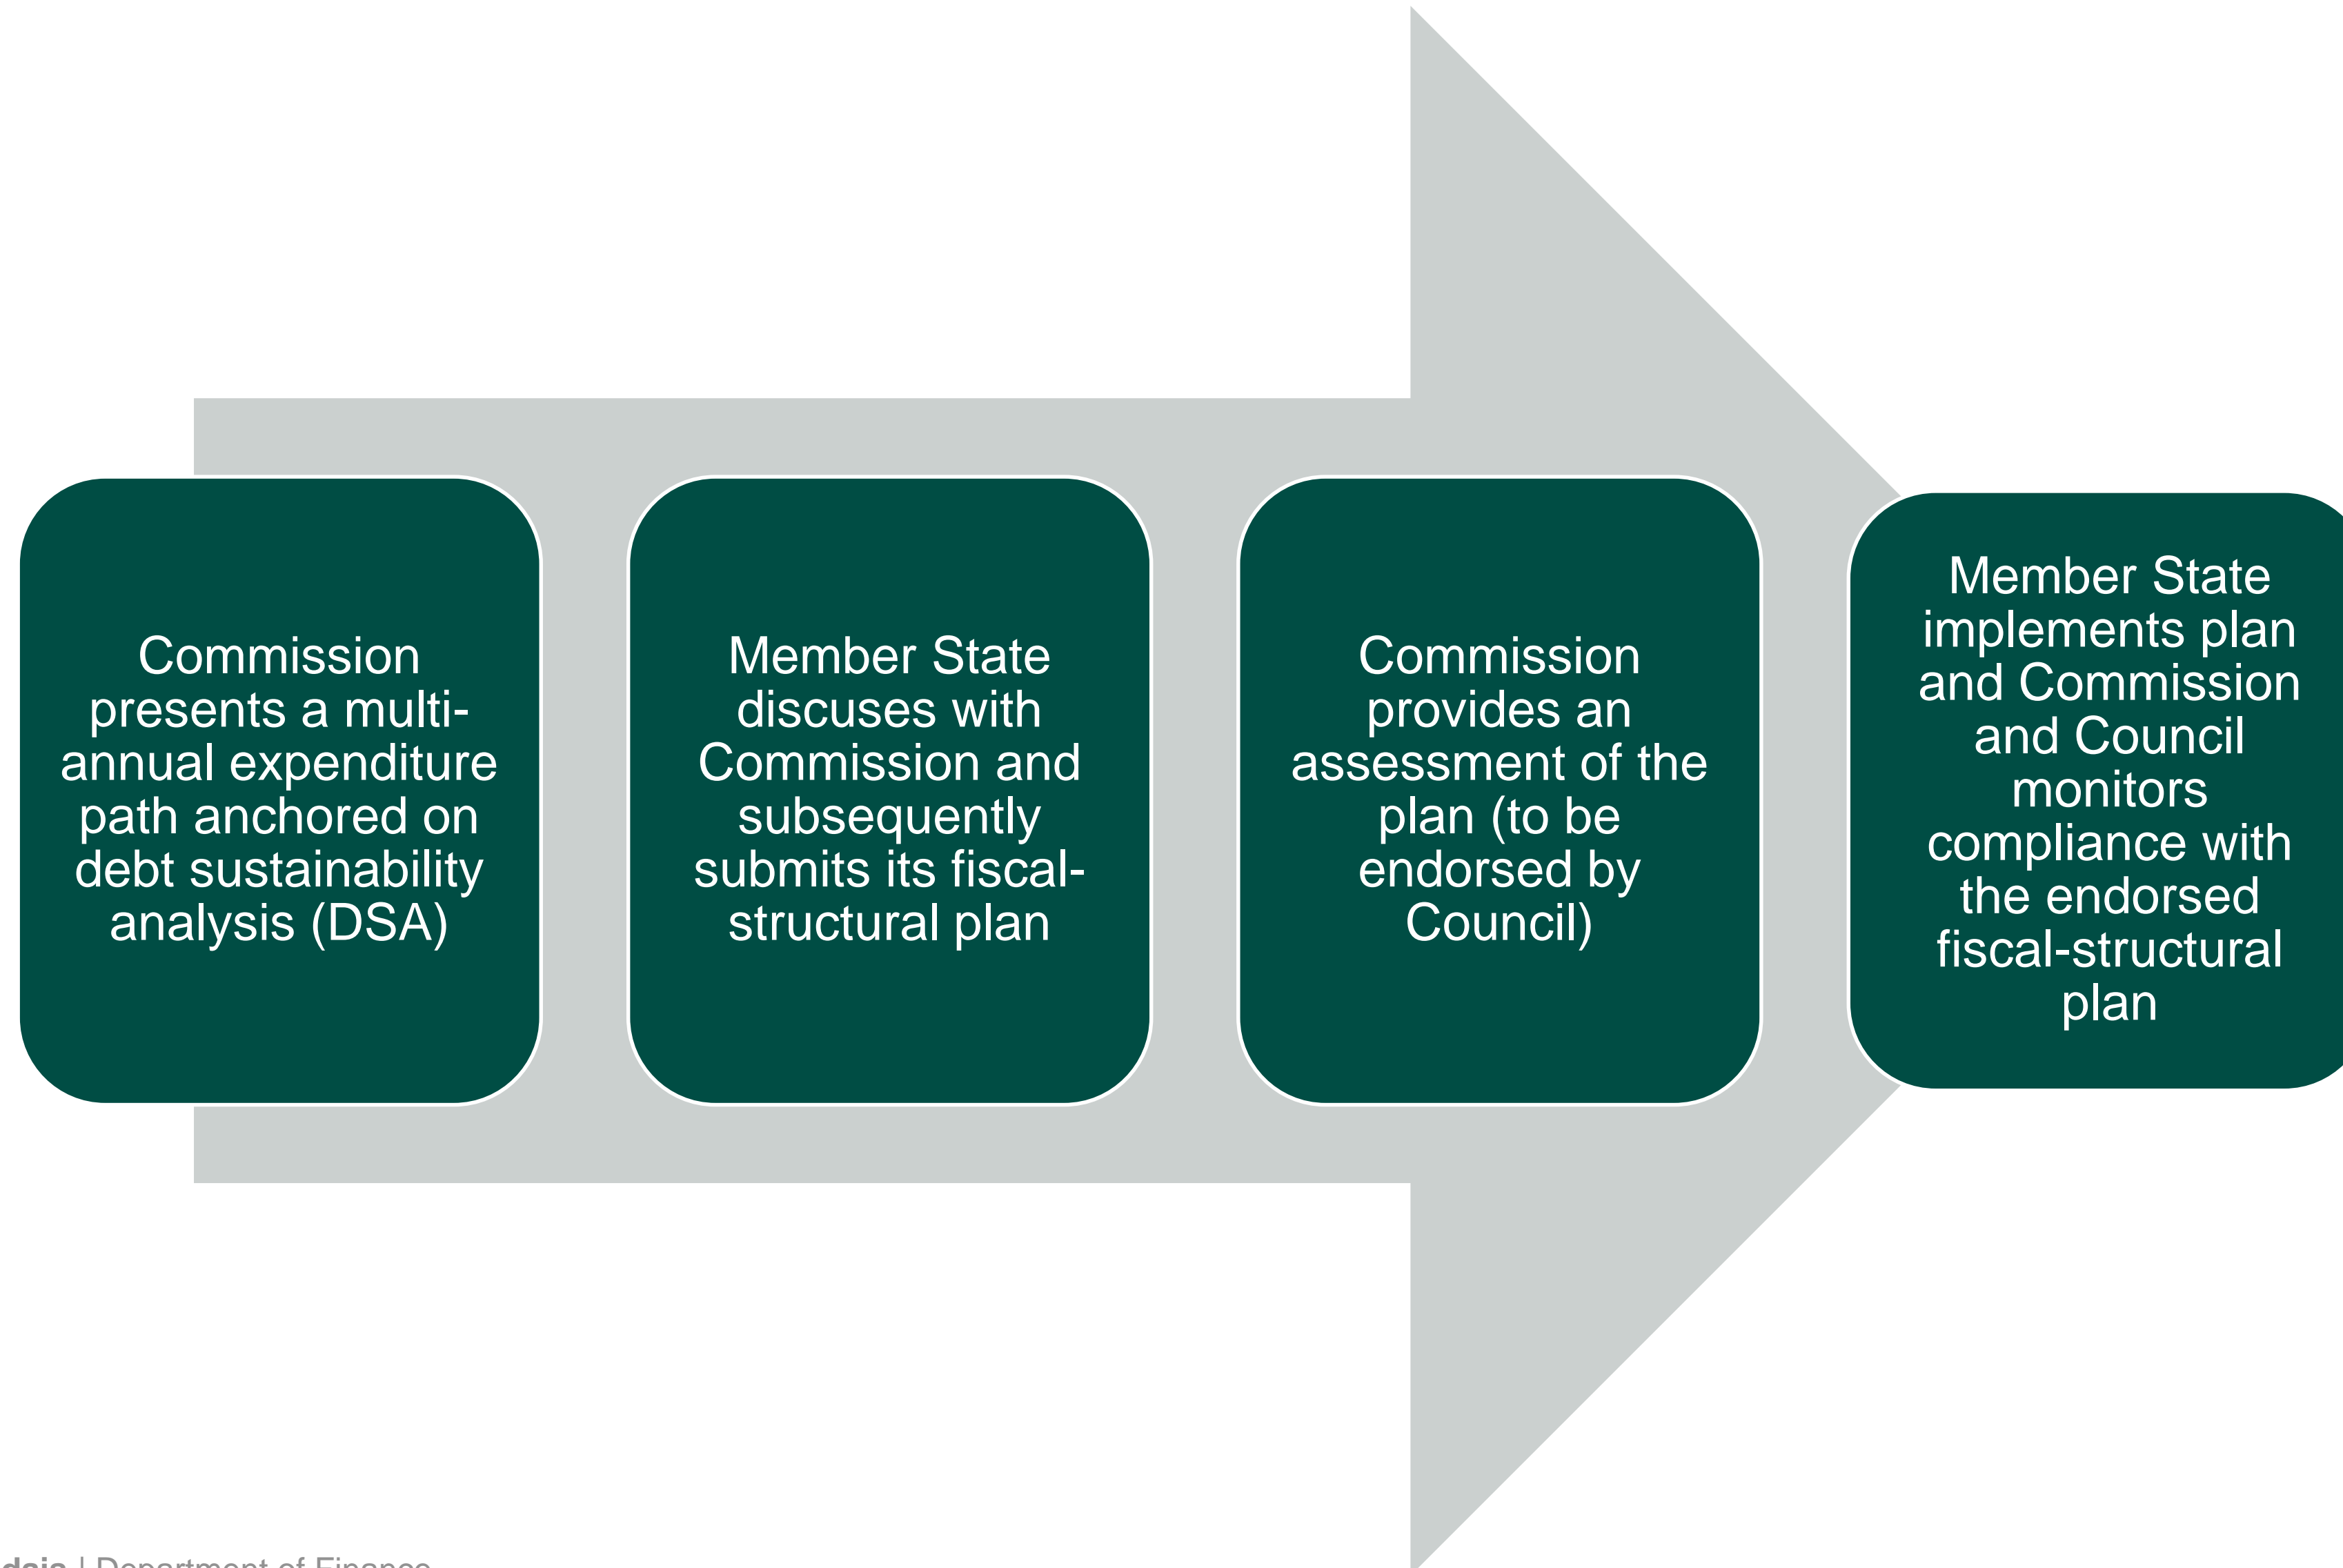 Commission
presents a multi-
annual expenditure
path anchored on
debt sustainability
analysis (DSA)
Member State
discuses with
Commission and
subsequently
submits its fiscal-
structural plan
Commission
provides an
assessment of the
plan (to be
endorsed by
Council)
Member State
implements plan
and Commission
and Council
monitors
compliance with
the endorsed
fiscal-structural
plan
| Department of Finance